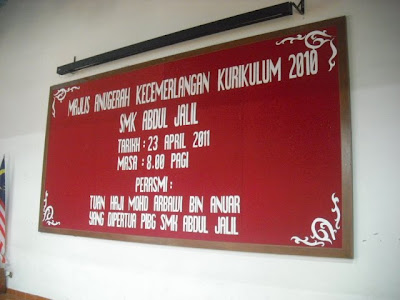 MAJLIS ANUGERAH KECEMERLANGAN KURIKULUM 2010
SMK ABDUL JALIL
TARIKH : 23 APRIL 2011
MASA : 8.00 PAGI
PERASMI :
TUAN HAJI MOHD ARBAWI BIN ANUAR
YANG DIPERTUA PIBG SMK ABDUL JALIL